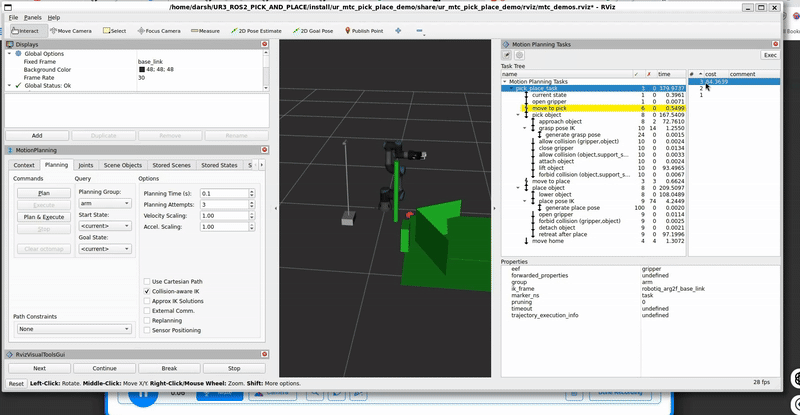 /home/darsh/UR3_ROS2_PICK_AND_PLACE/install/ur_mtc_pick_place_demo/share/ur_mtc_pick_place_demo/rviz/mtc_demos.rviz* - RViz
File Panels Help
Interact Move Camera Select Focus Camera Measure 2D Pose Estimate 2D Goal Pose Publish Point
Displays
Global Options
Fixed Frame base_link
Background Color 48; 48; 48
Frame Rate 30
Global Status: Ok
Add Duplicate Remove Rename
MotionPlanning
Context Planning Joints Scene Objects Stored Scenes Stored States S
Commands Query Options
Plan Planning Group: Planning Time (s): 0.1
Execute arm Planning Attempts: 3
Plan & Execute Start State: Velocity Scaling: 1.00
Stop <current> Accel. Scaling: 1.00
Goal State:
Clear octomap <current>
Use Cartesian Path
Collision-aware IK
Approx IK Solutions
External Comm.
Replanning
Sensor Positioning
Path Constraints
None
RvizVisualToolsGui
Next Continue Break Stop
Reset Left-Click: Rotate. Middle-Click: Move X/Y. Right-Click/Mouse Wheel: Zoom. Shift: More options. 28 fps
Motion Planning Tasks
Exec
Task Tree
name ✓ ✗ time # cost comment
Motion Planning Tasks
pick_place_task 3 0 379.9737
current state 1 0 0.3961
open gripper 1 0 0.0071
move to pick 6 0 0.5499
pick object 8 0 167.5409
approach object 8 2 72.7610
grasp pose IK 10 14 1.2550
generate grasp pose 24 0 0.0015
allow collision (gripper,object) 10 0 0.0024
close gripper 10 0 0.0134
allow collision (object,support_s... 10 0 0.0033
attach object 10 0 0.0024
lift object 10 0 93.4965
forbid collision (object,support_s... 10 0 0.0067
move to place 3 3 0.6624
place object 9 0 209.5097
lower object 9 0 108.0489
place pose IK 9 74 4.2449
generate place pose 100 0 0.0020
open gripper 9 0 0.0114
forbid collision (gripper,object) 9 0 0.0025
detach object 9 0 0.0021
retreat after place 9 0 97.1996
move home 4 4 1.3072
3 64.3639
2
1
Properties
eef gripper
forwarded_properties undefined
group arm
ik_frame robotiq_arg2f_base_link
marker_ns task
pruning 0
timeout undefined
trajectory_execution_info undefined